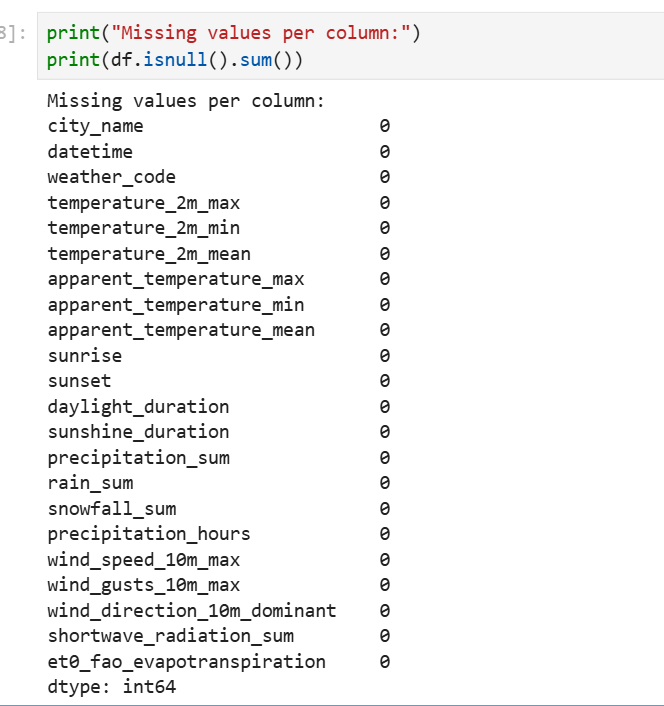 8]: print("Missing values per column:")
print(df.isnull().sum())
Missing values per column:
city_name 0
datetime 0
weather_code 0
temperature_2m_max 0
temperature_2m_min 0
temperature_2m_mean 0
apparent_temperature_max 0
apparent_temperature_min 0
apparent_temperature_mean 0
sunrise 0
sunset 0
daylight_duration 0
sunshine_duration 0
precipitation_sum 0
rain_sum 0
snowfall_sum 0
precipitation_hours 0
wind_speed_10m_max 0
wind_gusts_10m_max 0
wind_direction_10m_dominant 0
shortwave_radiation_sum 0
et0_fao_evapotranspiration 0
dtype: int64